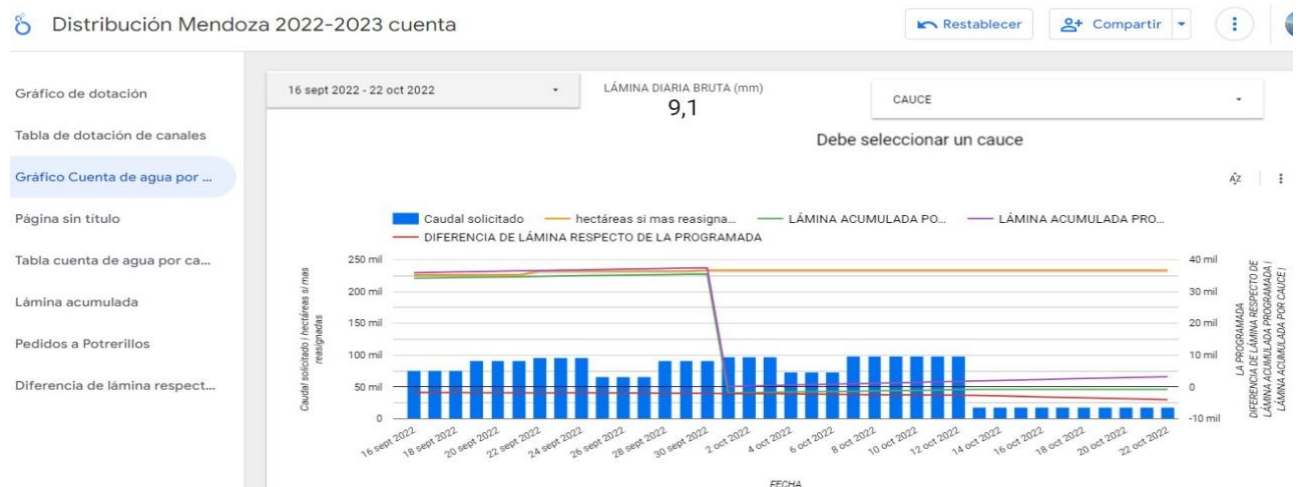 Distribución Mendoza 2022-2023 cuenta
Restablecer
Compartir
Gráfico de dotación
Tabla de dotación de canales
Gráfico Cuenta de agua por ...
Página sin título
Tabla cuenta de agua por ca...
Lámina acumulada
Pedidos a Potrerillos
Diferencia de lámina respect...
16 sept 2022 - 22 oct 2022
LÁMINA DIARIA BRUTA (mm)
9,1
CAUCE
Debe seleccionar un cauce
Caudal solicitado hectáreas si mas reasigna... LÁMINA ACUMULADA PO... LÁMINA ACUMULADA PRO...
DIFERENCIA DE LÁMINA RESPECTO DE LA PROGRAMADA
Caudal solicitado | hectáreas si mas
reasignadas
250 mil
200 mil
150 mil
100 mil
50 mil
0
40 mil
30 mil
20 mil
10 mil
0
-10 mil
LA PROGRAMADA
DIFERENCIA DE LÁMINA RESPECTO DE
LÁMINA ACUMULADA PROGRAMADA |
LÁMINA ACUMULADA POR CAUCE |
16 sept 2022
18 sept 2022
20 sept 2022
22 sept 2022
24 sept 2022
26 sept 2022
28 sept 2022
30 sept 2022
2 oct 2022
4 oct 2022
6 oct 2022
8 oct 2022
10 oct 2022
12 oct 2022
14 oct 2022
16 oct 2022
18 oct 2022
20 oct 2022
22 oct 2022
FECHA